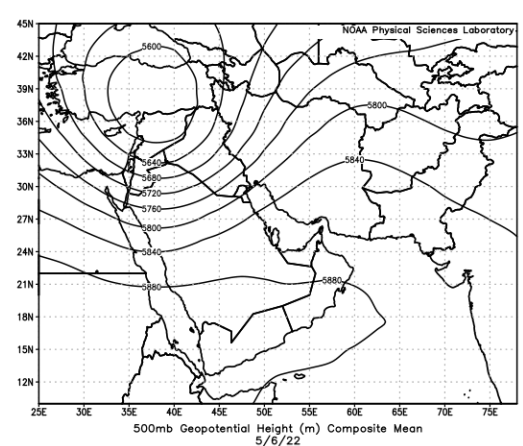 NOAA Physical Sciences Laboratory
45N
42N
39N
36N
33N
30N
27N
24N
21N
18N
15N
12N
5600
5640
5680
5720
5760
5800
5840
5880
5800
5840
5880
25E 30E 35E 40E 45E 50E 55E 60E 65E 70E 75E
500mb Geopotential Height (m) Composite Mean
5/6/22